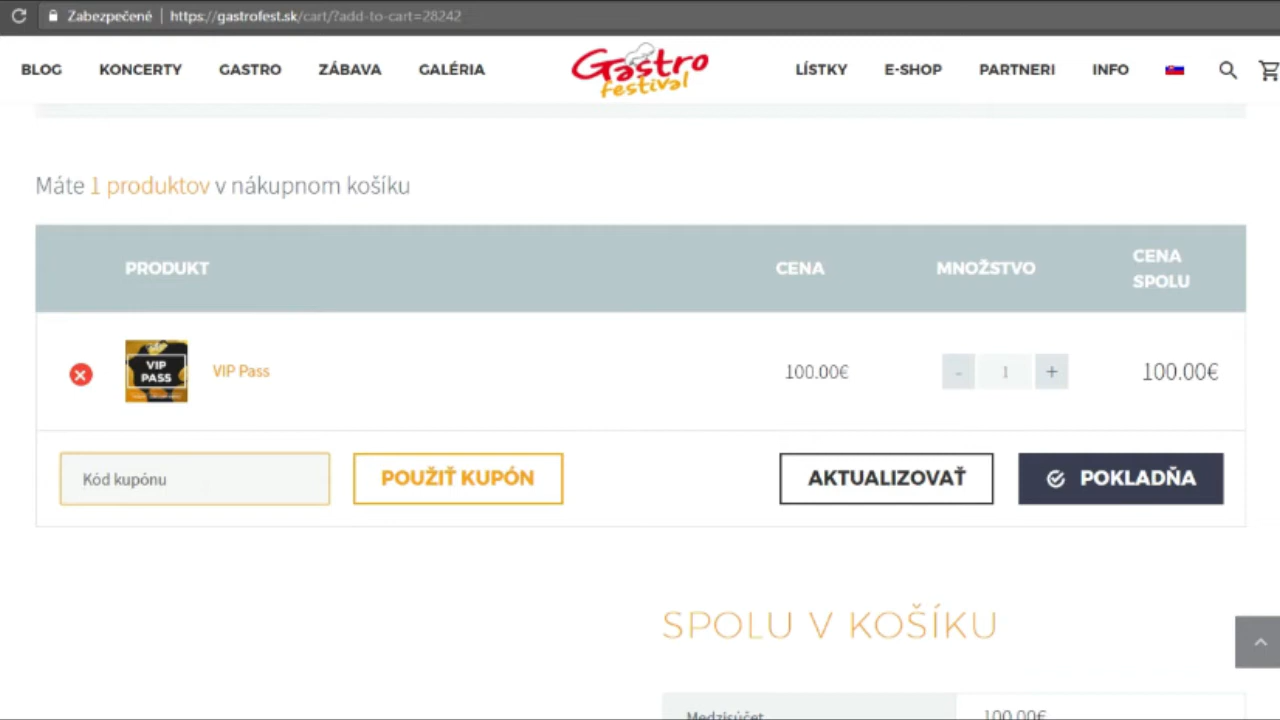 Zabezpečené https://gastrofest.sk/cart/?add-to-cart=28242
BLOG KONCERTY GASTRO ZÁBAVA GALÉRIA Gastro festival LÍSTKY E-SHOP PARTNERI INFO
Máte 1 produktov v nákupnom košíku
PRODUKT CENA MNOŽSTVO CENA SPOLU
VIP PASS VIP Pass 100.00€ - 1 + 100.00€
Kód kupónu POUŽIŤ KUPÓN AKTUALIZOVAŤ POKLADŇA
SPOLU V KOŠÍKU
Medzisúčet 100.00€